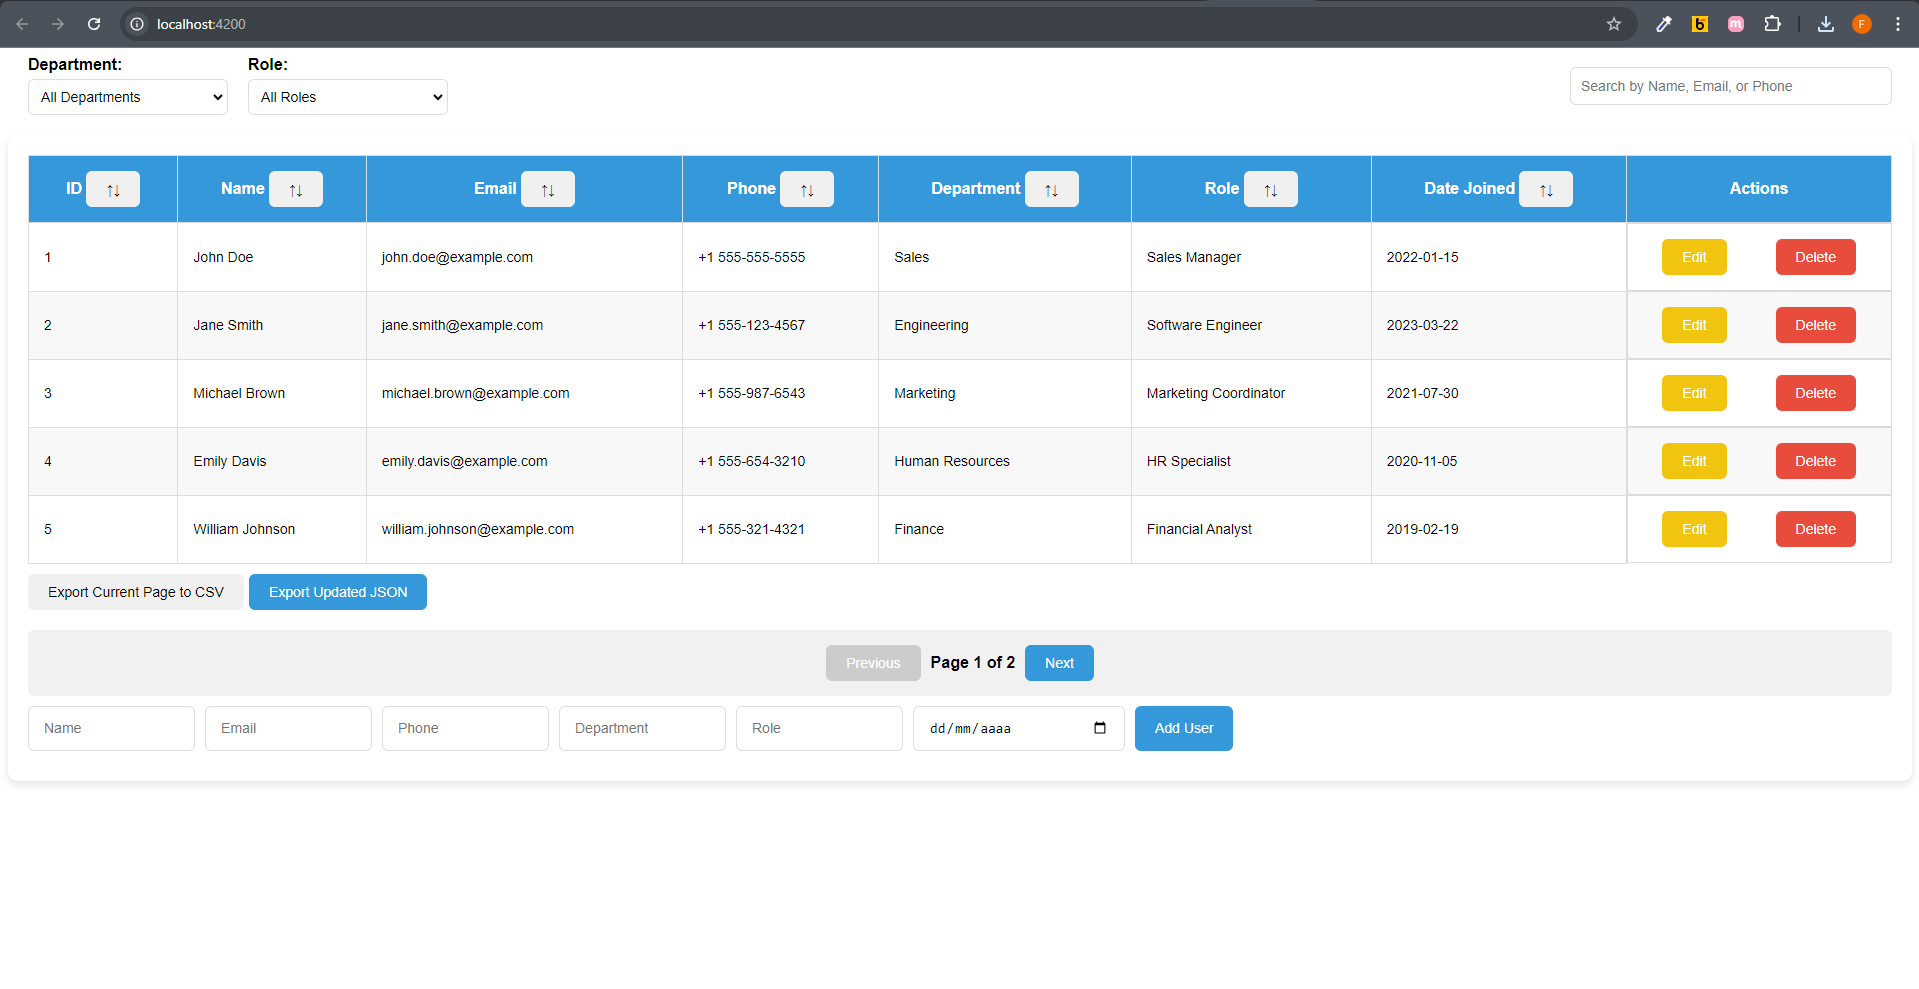 localhost:4200
F
Department: Role:
All Departments All Roles Search by Name, Email, or Phone
ID ↑↓ Name ↑↓ Email ↑↓ Phone ↑↓ Department ↑↓ Role ↑↓ Date Joined ↑↓ Actions
1 John Doe john.doe@example.com +1 555-555-5555 Sales Sales Manager 2022-01-15 Edit Delete
2 Jane Smith jane.smith@example.com +1 555-123-4567 Engineering Software Engineer 2023-03-22 Edit Delete
3 Michael Brown michael.brown@example.com +1 555-987-6543 Marketing Marketing Coordinator 2021-07-30 Edit Delete
4 Emily Davis emily.davis@example.com +1 555-654-3210 Human Resources HR Specialist 2020-11-05 Edit Delete
5 William Johnson william.johnson@example.com +1 555-321-4321 Finance Financial Analyst 2019-02-19 Edit Delete
Export Current Page to CSV Export Updated JSON
Previous Page 1 of 2 Next
Name Email Phone Department Role dd/mm/aaaa Add User